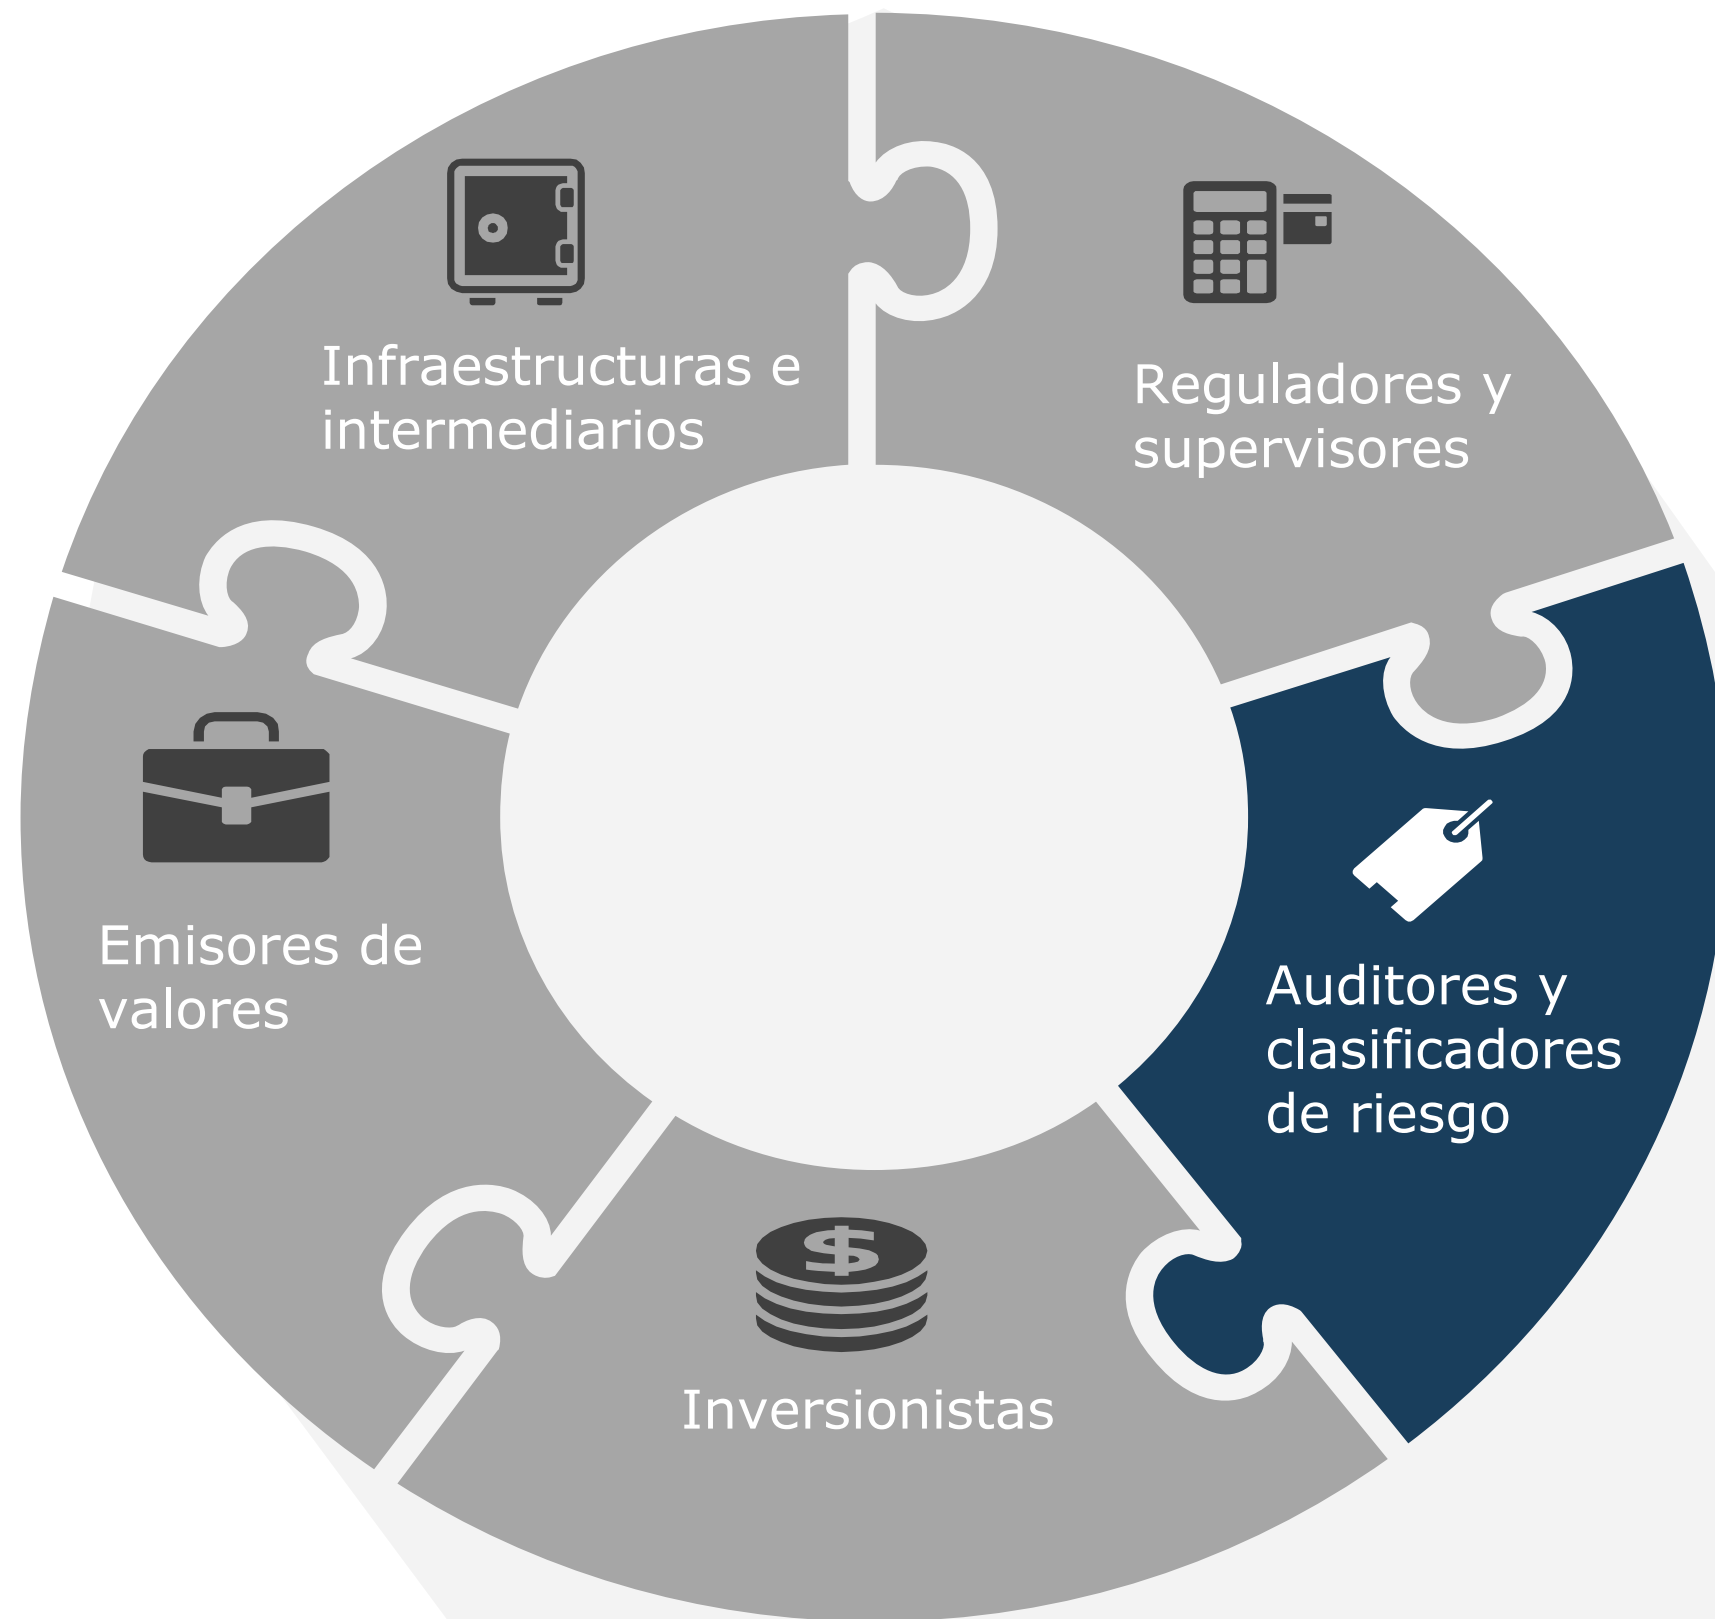 Infraestructuras e
intermediarios
Reguladores y
supervisores
Emisores de
valores
Auditores y
clasificadores
de riesgo
$
Inversionistas